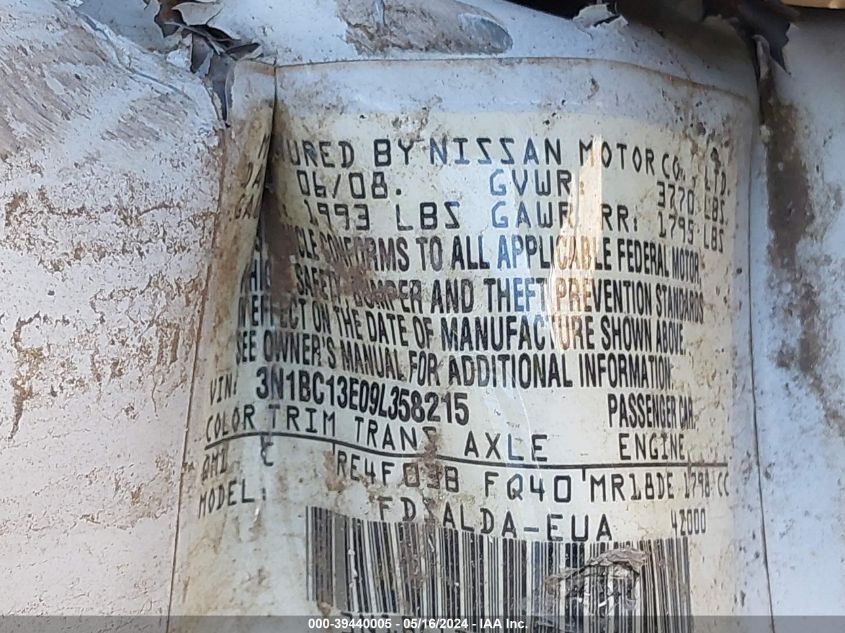 URED BY NISSAN MOTOR CO., LTD.
06/08. GVWR: 3770 LBS
1993 LBS GAWR RR: 1795 LBS
CONFORMS TO ALL APPLICABLE FEDERAL MOTOR
SAFETY, BUMPER AND THEFT PREVENTION STANDARDS
EFFECT ON THE DATE OF MANUFACTURE SHOWN ABOVE.
SEE OWNER'S MANUAL FOR ADDITIONAL INFORMATION.
VIN: 3N1BC13E09L358215 PASSENGER CAR
COLOR TRIM TRANS AXLE ENGINE
QM1 C RE4F03B FQ40 MR18DE 1798 CC
MODEL: FDSALDA-EUA 42000
000-39440005 - 05/16/2024 - IAA Inc.